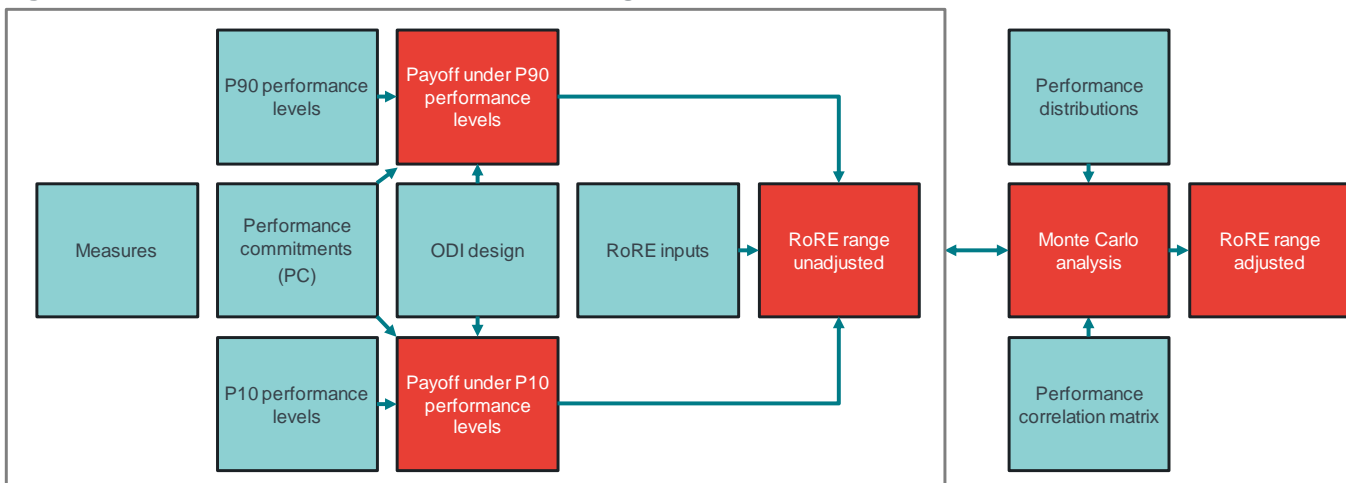 P90 performance
levels
Payoff under P90
performance
levels
Performance
distributions
Measures
Performance
commitments
(PC)
ODI design
RoRE inputs
RoRE range
unadjusted
Monte Carlo
analysis
RoRE range
adjusted
P10 performance
levels
Payoff under P10
performance
levels
Performance
correlation matrix